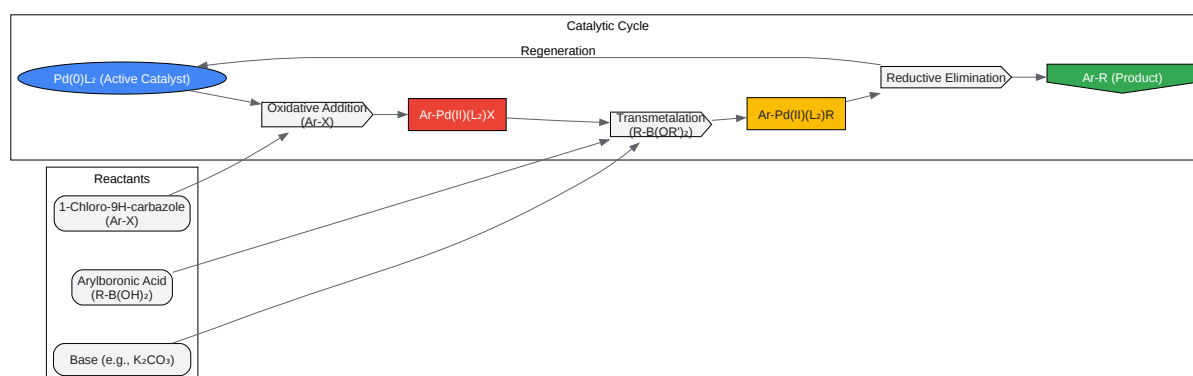 Catalytic Cycle
Regeneration
Pd(0)L₂ (Active Catalyst)
Oxidative Addition
(Ar-X)
Ar-Pd(II)(L₂)X
Transmetalation
(R-B(OR')₂)
Ar-Pd(II)(L₂)R
Reductive Elimination
Ar-R (Product)
Reactants
1-Chloro-9H-carbazole
(Ar-X)
Arylboronic Acid
(R-B(OH)₂)
Base (e.g., K₂CO₃)